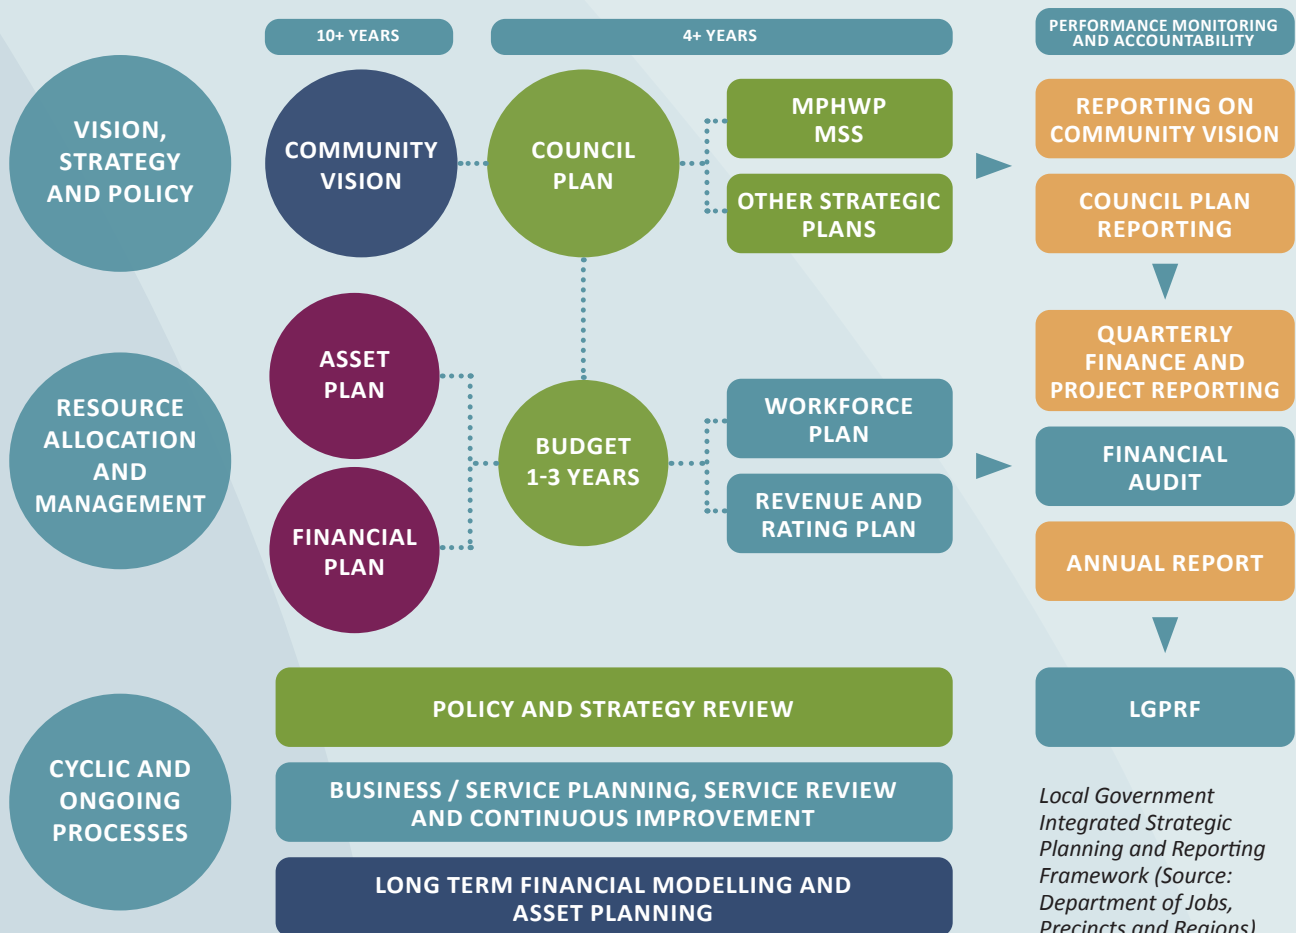 10+ YEARS
4+ YEARS
PERFORMANCE MONITORING
AND ACCOUNTABILITY
VISION,
STRATEGY
AND POLICY
COMMUNITY
VISION
COUNCIL
PLAN
MPHWP
MSS
OTHER STRATEGIC
PLANS
REPORTING ON
COMMUNITY VISION
COUNCIL PLAN
REPORTING
RESOURCE
ALLOCATION
AND
MANAGEMENT
ASSET
PLAN
FINANCIAL
PLAN
BUDGET
1-3 YEARS
WORKFORCE
PLAN
REVENUE AND
RATING PLAN
QUARTERLY
FINANCE AND
PROJECT REPORTING
FINANCIAL
AUDIT
ANNUAL REPORT
CYCLIC AND
ONGOING
PROCESSES
POLICY AND STRATEGY REVIEW
BUSINESS / SERVICE PLANNING, SERVICE REVIEW
AND CONTINUOUS IMPROVEMENT
LONG TERM FINANCIAL MODELLING AND
ASSET PLANNING
LGPRF
Local Government
Integrated Strategic
Planning and Reporting
Framework (Source:
Department of Jobs,
Precincts and Regions)